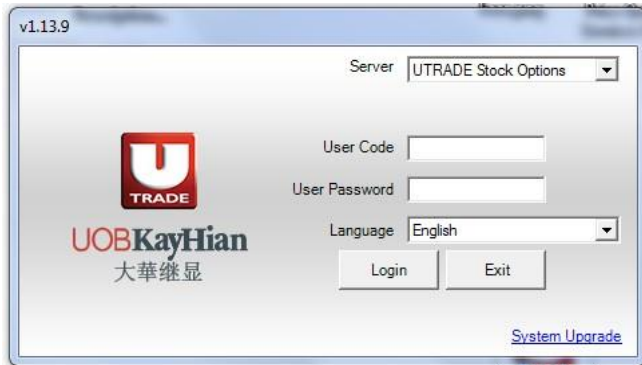 v1.13.9
Server UTRADE Stock Options
User Code
User Password
Language English
Login Exit
System Upgrade
U
TRADE
UOBKayHian
大華继显